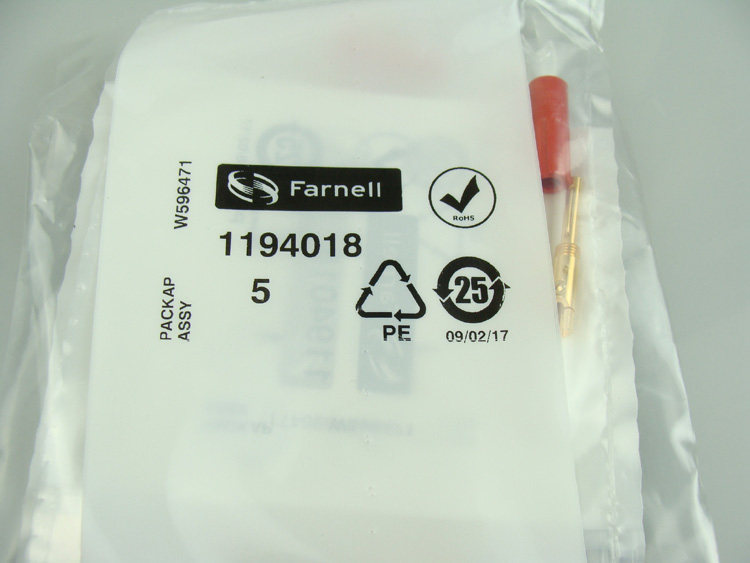 W596471
Farnell
RoHS
1194018
5
PACKAP
ASSY
PE
25
09/02/17